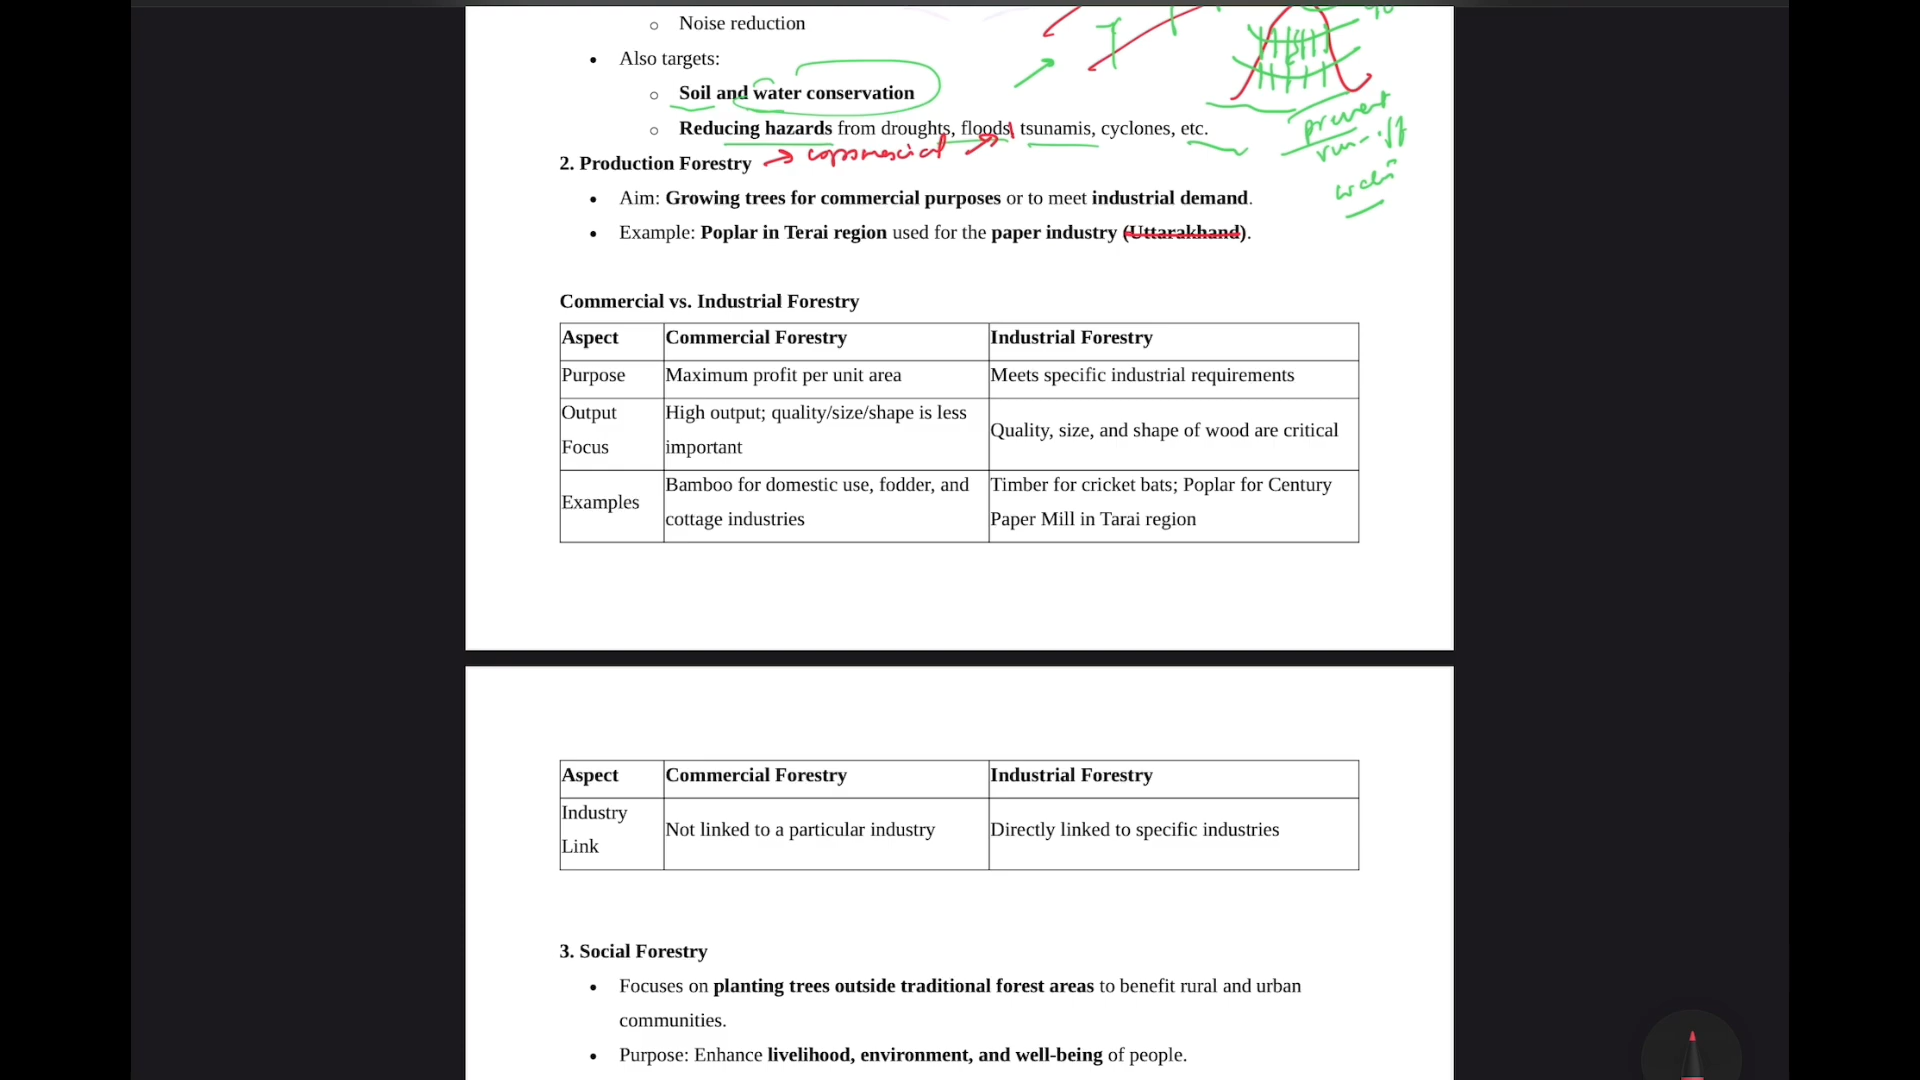 ○ Noise reduction
• Also targets:
○ Soil and water conservation
○ Reducing hazards from droughts, floods, tsunamis, cyclones, etc.
prevent
run-off
2. Production Forestry → commercial
• Aim: Growing trees for commercial purposes or to meet industrial demand.
• Example: Poplar in Terai region used for the paper industry (Uttarakhand).
Commercial vs. Industrial Forestry
Aspect Commercial Forestry Industrial Forestry
Purpose Maximum profit per unit area Meets specific industrial requirements
Output High output; quality/size/shape is less
Focus important Quality, size, and shape of wood are critical
Examples Bamboo for domestic use, fodder, and Timber for cricket bats; Poplar for Century
cottage industries Paper Mill in Tarai region
Aspect Commercial Forestry Industrial Forestry
Industry
Link Not linked to a particular industry Directly linked to specific industries
3. Social Forestry
• Focuses on planting trees outside traditional forest areas to benefit rural and urban
communities.
• Purpose: Enhance livelihood, environment, and well-being of people.